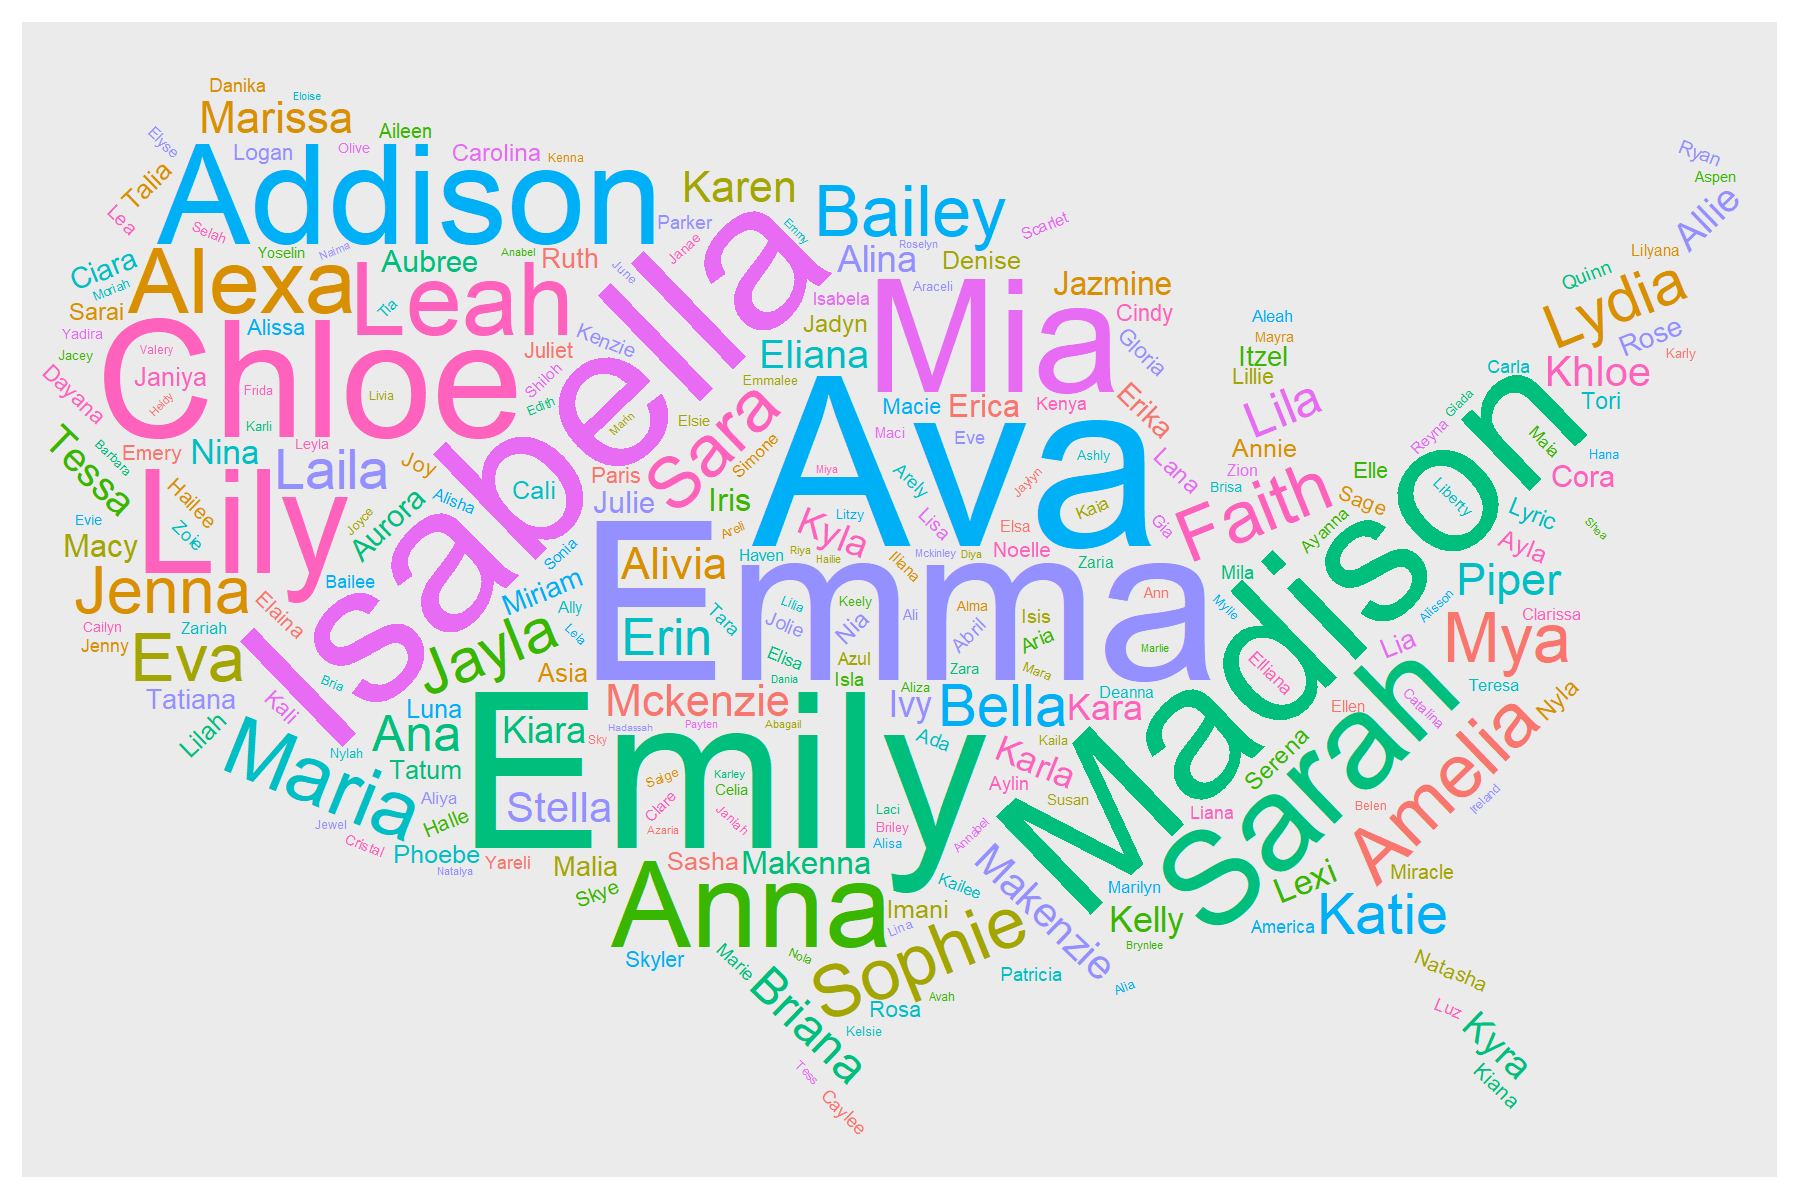 Danika
Eloise
Marissa
Aileen
Elyse
Logan
Olive
Carolina
Kenna
Ryan
Aspen
Talia
Addison
Karen
Bailey
Allie
Lea
Selah
Parker
Emmy
Scarlet
Yoselin
Naima
Anabel
Janae
Roselyn
Lilyana
Ciara
Moriah
Alexa
Aubree
Ruth
June
Alina
Denise
Quinn
Sarai
Tia
Leah
Isabela
Araceli
Jazmine
Lydia
Yadira
Alissa
Jadyn
Mia
Cindy
Aleah
Rose
Jacey
Valery
Janiya
Chloe
Juliet
Kenzie
Eliana
Gloria
Mayra
Itzel
Karly
Dayana
Frida
Livia
Shiloh
Emmalee
Lillie
Carla
Khloe
Heidy
Karli
Edith
Isabella
Macie
Erica
Kenya
Erika
Lila
Giada
Tori
Leyla
Marin
Elsie
Sara
Maci
Eve
Reyna
Maia
Tessa
Barbara
Emery
Nina
Laila
Joy
Simone
Ava
Ashly
Annie
Hana
Lily
Paris
Miya
Arely
Jaylyn
Lana
Zion
Elle
Cora
Hailee
Alisha
Cali
Julie
Iris
Kaia
Brisa
Sage
Liberty
Evie
Zoie
Joyce
Aurora
Areli
Litzy
Lisa
Elsa
Gia
Faith
Ayanna
Lyric
Shea
Macy
Sonia
Alivia
Haven
Riya
Hailie
Kyla
Iliana
Mckinley
Diya
Noelle
Zaria
Madison
Ayla
Jenna
Bailee
Miriam
Emma
Mila
Piper
Elaina
Ally
Tara
Lilia
Keely
Ali
Alma
Ann
Mylie
Alisson
Cailyn
Zariah
Lela
Erin
Jolie
Nia
Abril
Isis
Clarissa
Jenny
Eva
Jayla
Elisa
Azul
Aria
Marlie
Lia
Mya
Bria
Asia
Dania
Isla
Zara
Mara
Elliana
Teresa
Tatiana
Kali
Luna
Mckenzie
Aliza
Deanna
Sarah
Nyla
Lilah
Ana
Kiara
Hadassah
Payten
Abagail
Ivy
Bella
Kara
Ellen
Catalina
Maria
Nylah
Tatum
Emily
Sky
Ada
Kaila
Karla
Serena
Amelia
Aliya
Stella
Saige
Karley
Celia
Aylin
Susan
Liana
Belen
Ireland
Jewel
Halle
Clare
Azaria
Janiah
Laci
Briley
Annabel
Cristal
Phoebe
Natalya
Yareli
Malia
Sasha
Makenna
Alisa
Makenzie
Miracle
Skye
Kailee
Marilyn
Lexi
Anna
Imani
Kelly
America
Katie
Lina
Sophie
Brynlee
Skyler
Marie
Nola
Patricia
Natasha
Briana
Avah
Alia
Rosa
Luz
Kelsie
Kyra
Tess
Kiana
Caylee